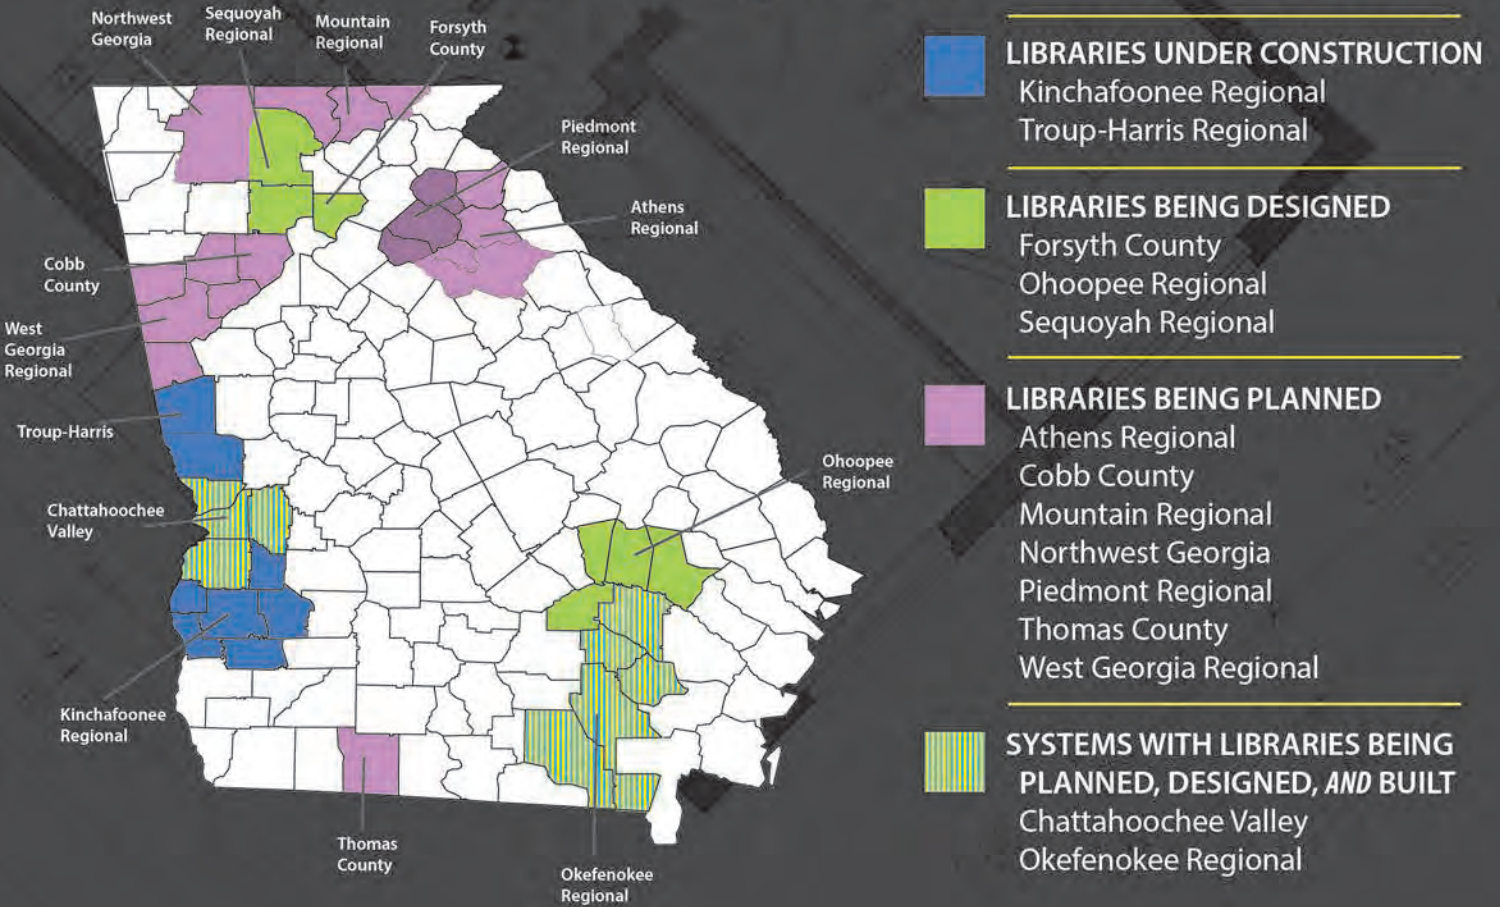 Northwest
Georgia
Sequoyah
Regional
Mountain
Regional
Forsyth
County
Piedmont
Regional
Athens
Regional
Cobb
County
West
Georgia
Regional
Troup-Harris
Ohoopee
Regional
Chattahoochee
Valley
Kinchafoonee
Regional
Thomas
County
Okefenokee
Regional
LIBRARIES UNDER CONSTRUCTION
Kinchafoonee Regional
Troup-Harris Regional
LIBRARIES BEING DESIGNED
Forsyth County
Ohoopee Regional
Sequoyah Regional
LIBRARIES BEING PLANNED
Athens Regional
Cobb County
Mountain Regional
Northwest Georgia
Piedmont Regional
Thomas County
West Georgia Regional
SYSTEMS WITH LIBRARIES BEING
PLANNED, DESIGNED, AND BUILT
Chattahoochee Valley
Okefenokee Regional